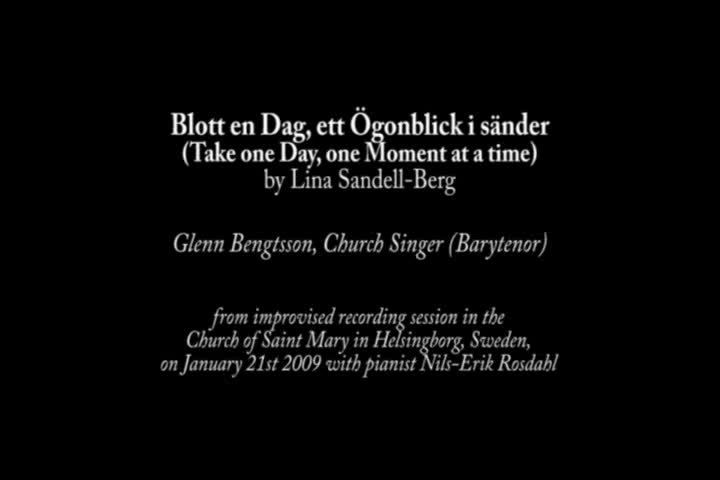 Blott en Dag, ett Ögonblick i sänder
(Take one Day, one Moment at a time)
by Lina Sandell-Berg
Glenn Bengtsson, Church Singer (Barytenor)
from improvised recording session in the
Church of Saint Mary in Helsingborg, Sweden,
on January 21st 2009 with pianist Nils-Erik Rosdahl